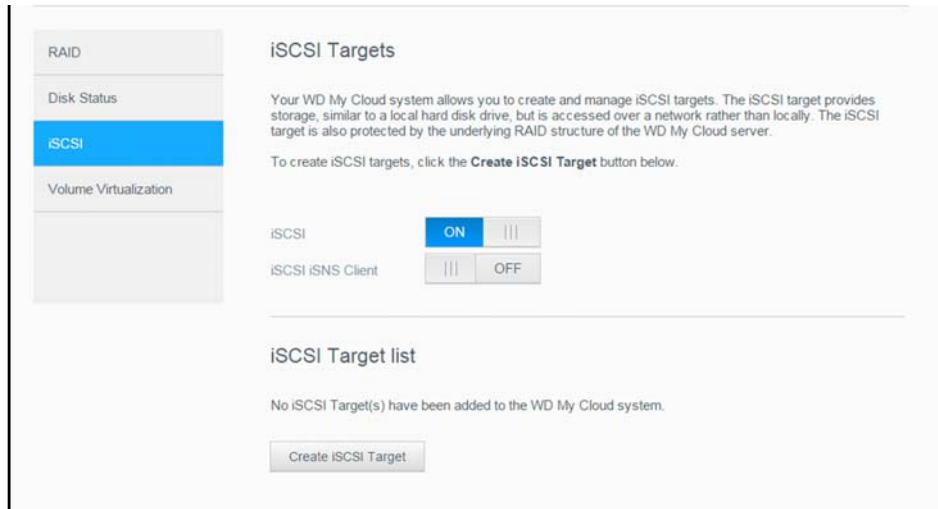 RAID
Disk Status
iSCSI
Volume Virtualization
iSCSI Targets
Your WD My Cloud system allows you to create and manage iSCSI targets. The iSCSI target provides
storage, similar to a local hard disk drive, but is accessed over a network rather than locally. The iSCSI
target is also protected by the underlying RAID structure of the WD My Cloud server.
To create iSCSI targets, click the Create iSCSI Target button below.
iSCSI ON
iSCSI iSNS Client OFF
iSCSI Target list
No iSCSI Target(s) have been added to the WD My Cloud system.
Create iSCSI Target